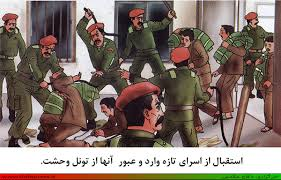 استقبال از اسرای تازه وارد و عبور آنها از تونل وحشت.